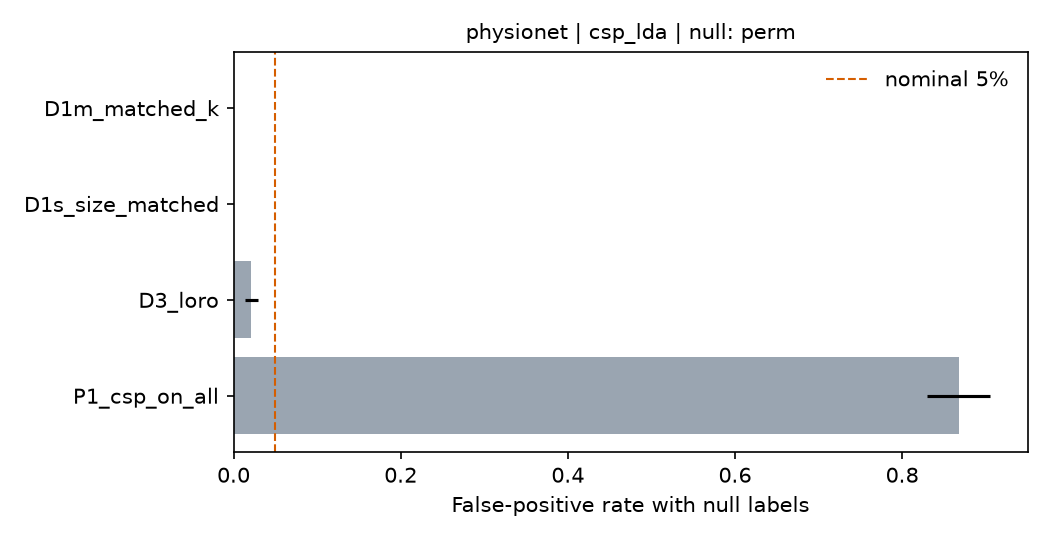 physionet | csp_lda | null: perm
nominal 5%
D1m_matched_k
D1s_size_matched
D3_loro
P1_csp_on_all
0.0 0.2 0.4 0.6 0.8
False-positive rate with null labels